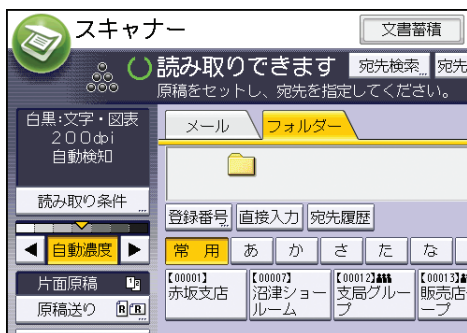 スキャナー
文書蓄積
読み取りできます
宛先検索...
宛先
原稿をセットし、宛先を指定してください。
白黒:文字・図表
200dpi
自動検知
読み取り条件...
自動濃度
片面原稿
原稿送り
メール
フォルダー
登録番号...
直接入力
宛先履歴
常用
あ
か
さ
た
な
【00001】
赤坂支店
【00007】
沼津ショー
ルーム
【00012】
支局グルー
プ
【00013】
販売店
ープ